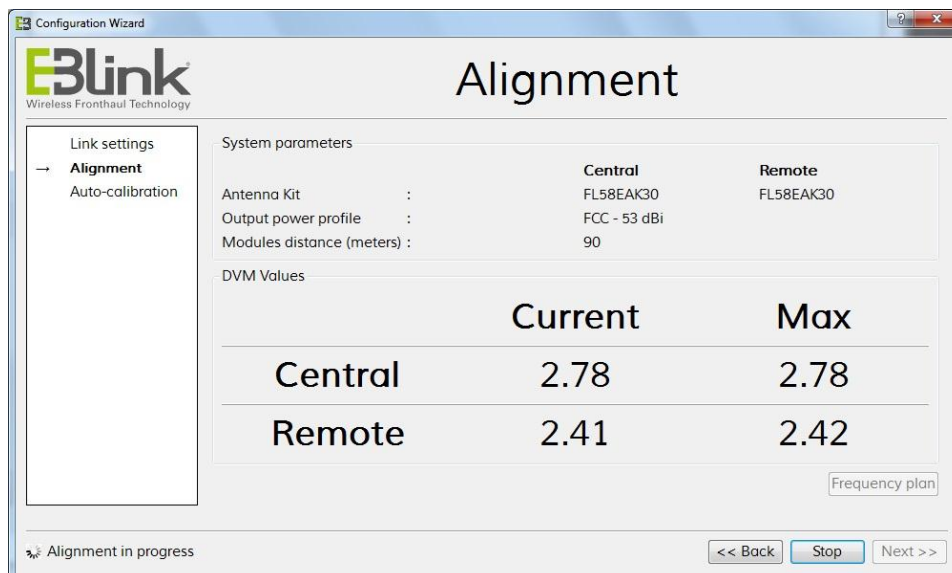 Configuration Wizard
EBlink
Wireless Fronthaul Technology
Alignment
Link settings
→ Alignment
Auto-calibration
System parameters
Central Remote
Antenna Kit : FL58EAK30 FL58EAK30
Output power profile : FCC - 53 dBi
Modules distance (meters) : 90
DVM Values
Current Max
Central 2.78 2.78
Remote 2.41 2.42
Frequency plan
Alignment in progress
<< Back Stop Next >>